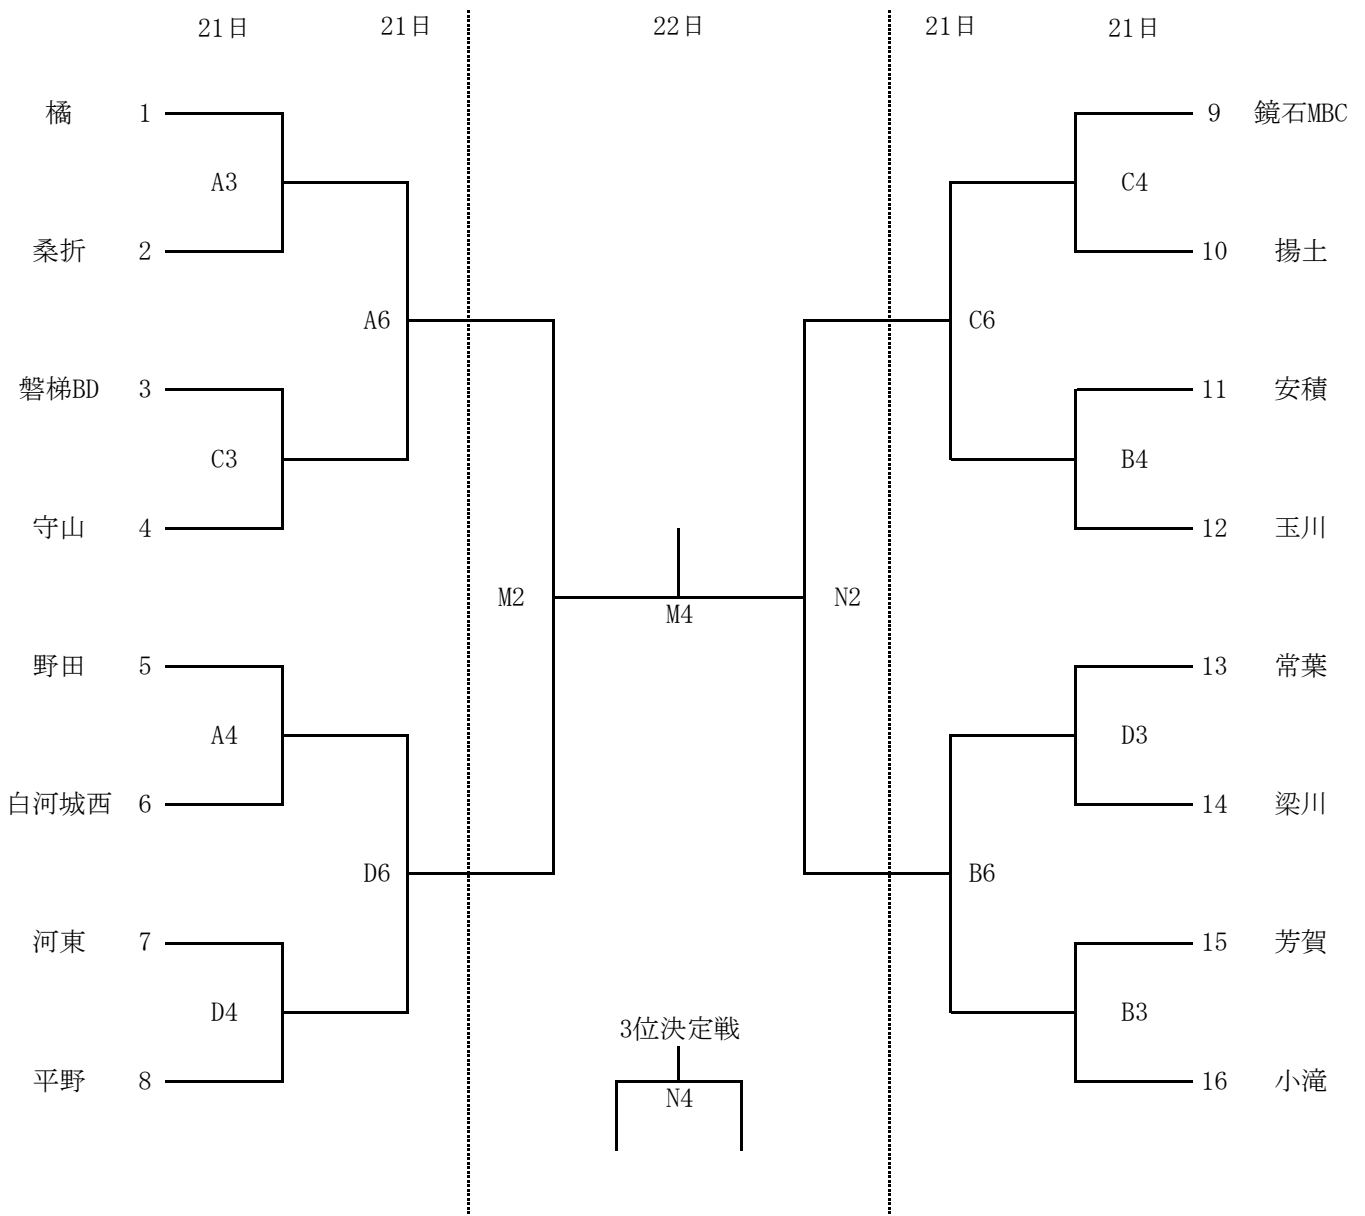 21日 21日 22日 21日 21日
橘 1 9 鏡石MBC
A3 C4
桑折 2 10 揚土
A6 C6
磐梯BD 3 11 安積
C3 B4
守山 4 12 玉川
M2 M4 N2
野田 5 13 常葉
A4 D3
白河城西 6 14 梁川
D6 B6
河東 7 15 芳賀
D4 B3
3位決定戦
平野 8 16 小滝
N4